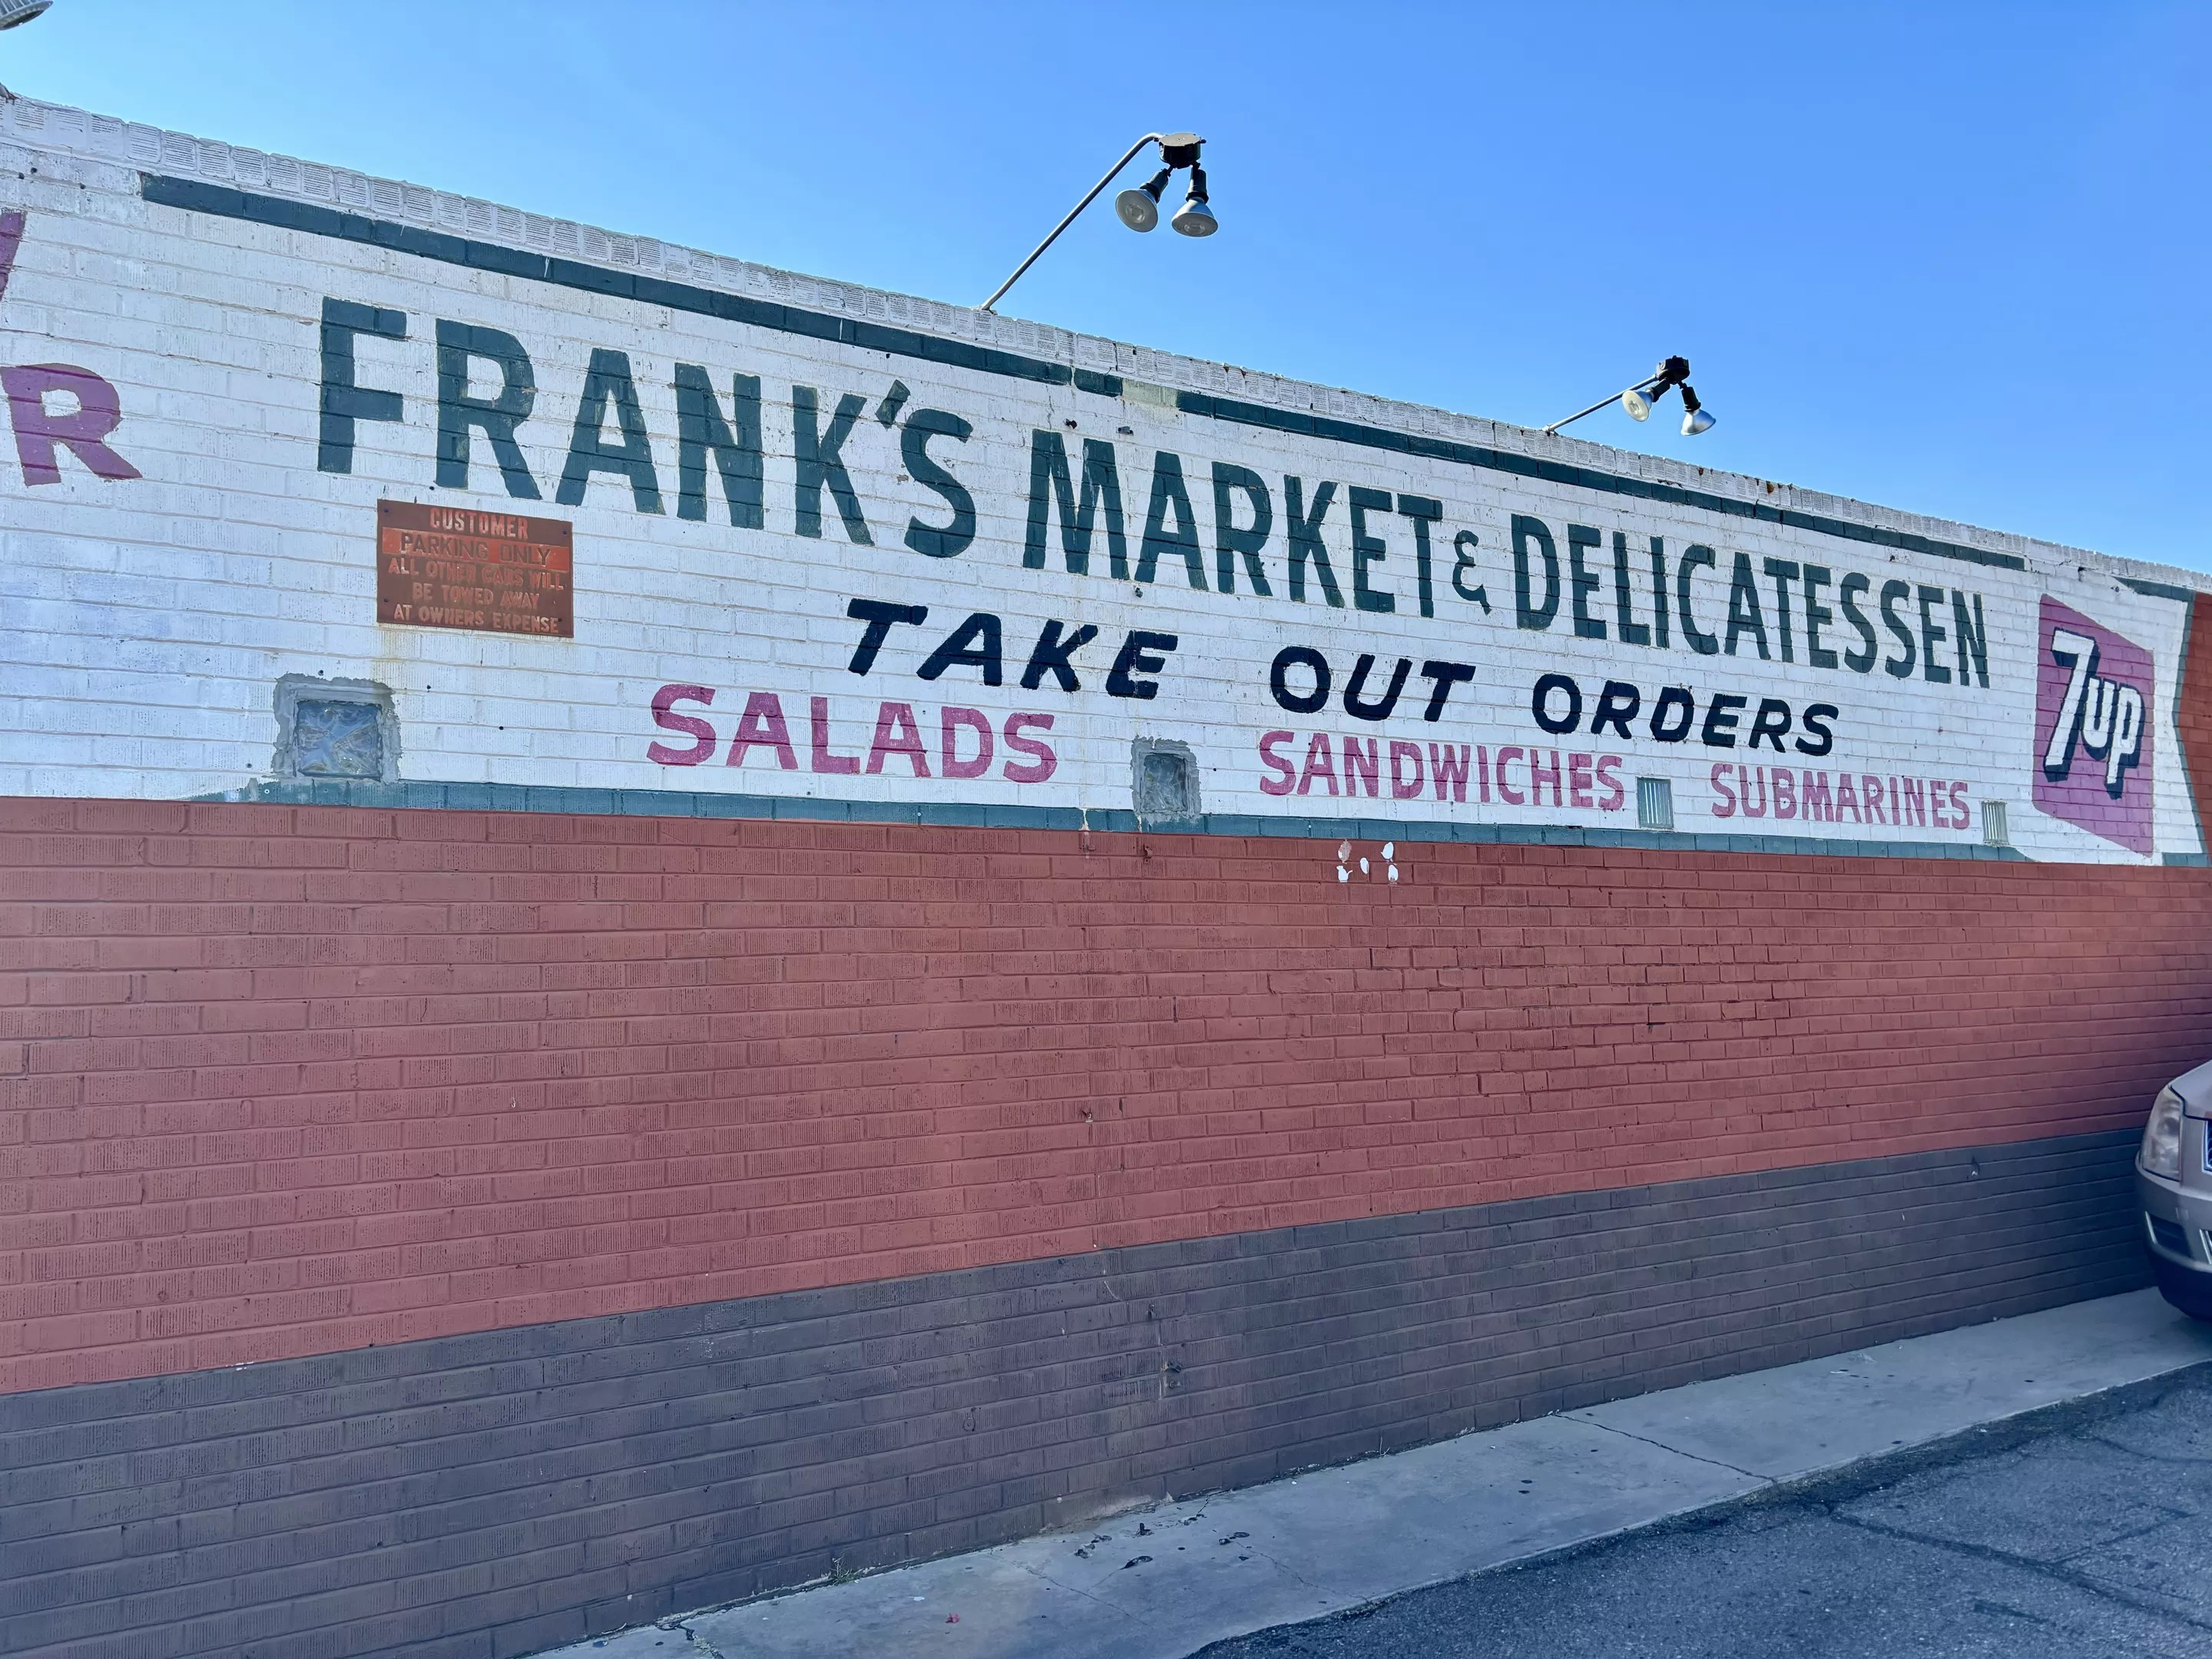 R
FRANK'S MARKET & DELICATESSEN
CUSTOMER
PARKING ONLY
ALL OTHER CARS WILL
BE TOWED AWAY
AT OWNERS EXPENSE
TAKE OUT ORDERS
SALADS SANDWICHES SUBMARINES
7UP